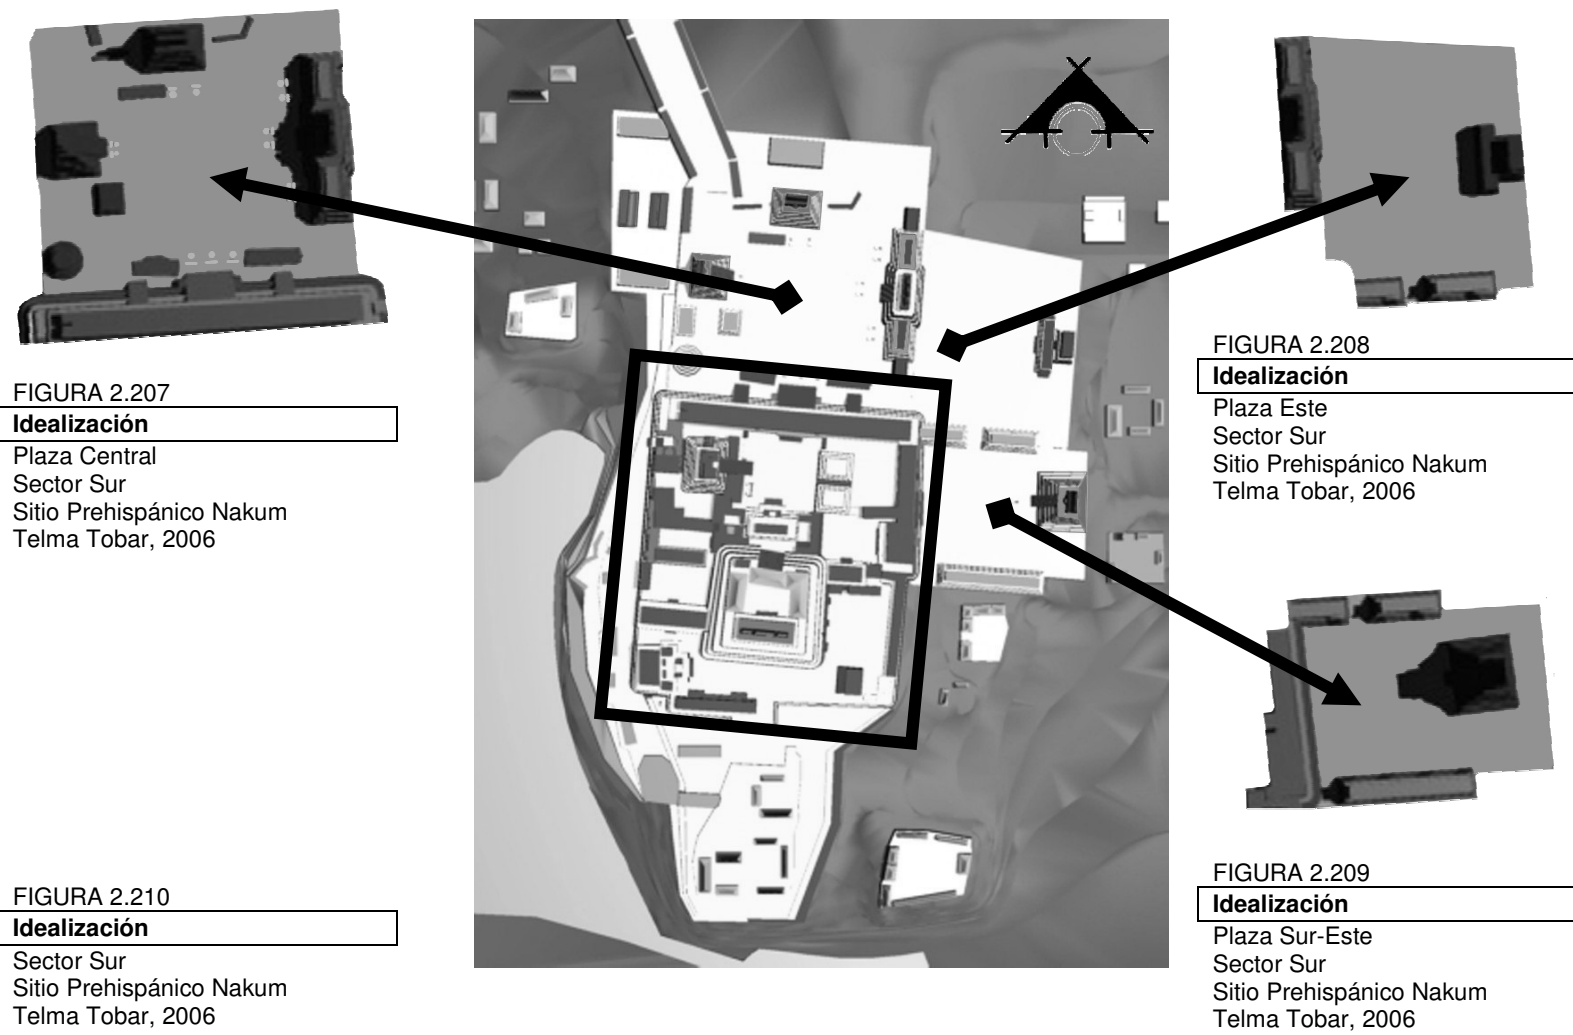 FIGURA 2.207
Idealización
Plaza Central
Sector Sur
Sitio Prehispánico Nakum
Telma Tobar, 2006
FIGURA 2.208
Idealización
Plaza Este
Sector Sur
Sitio Prehispánico Nakum
Telma Tobar, 2006
FIGURA 2.210
Idealización
Sector Sur
Sitio Prehispánico Nakum
Telma Tobar, 2006
FIGURA 2.209
Idealización
Plaza Sur-Este
Sector Sur
Sitio Prehispánico Nakum
Telma Tobar, 2006